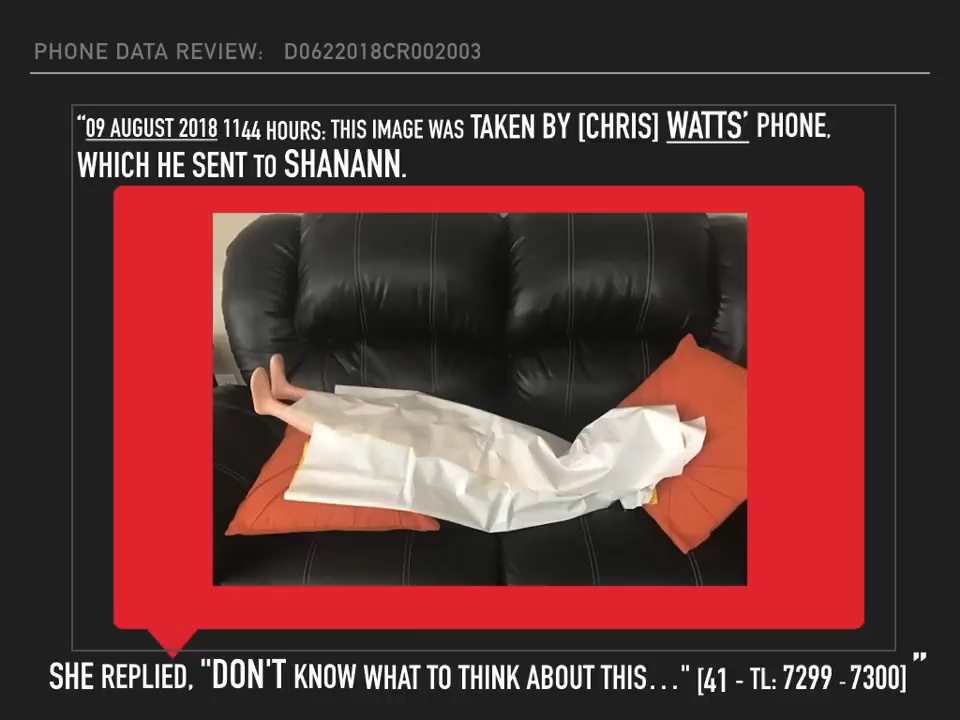 PHONE DATA REVIEW: D0622018CR002003
“09 AUGUST 2018 1144 HOURS: THIS IMAGE WAS TAKEN BY [CHRIS] WATTS’ PHONE,
WHICH HE SENT TO SHANANN.
SHE REPLIED, "DON'T KNOW WHAT TO THINK ABOUT THIS..." [41 - TL: 7299 - 7300] ”